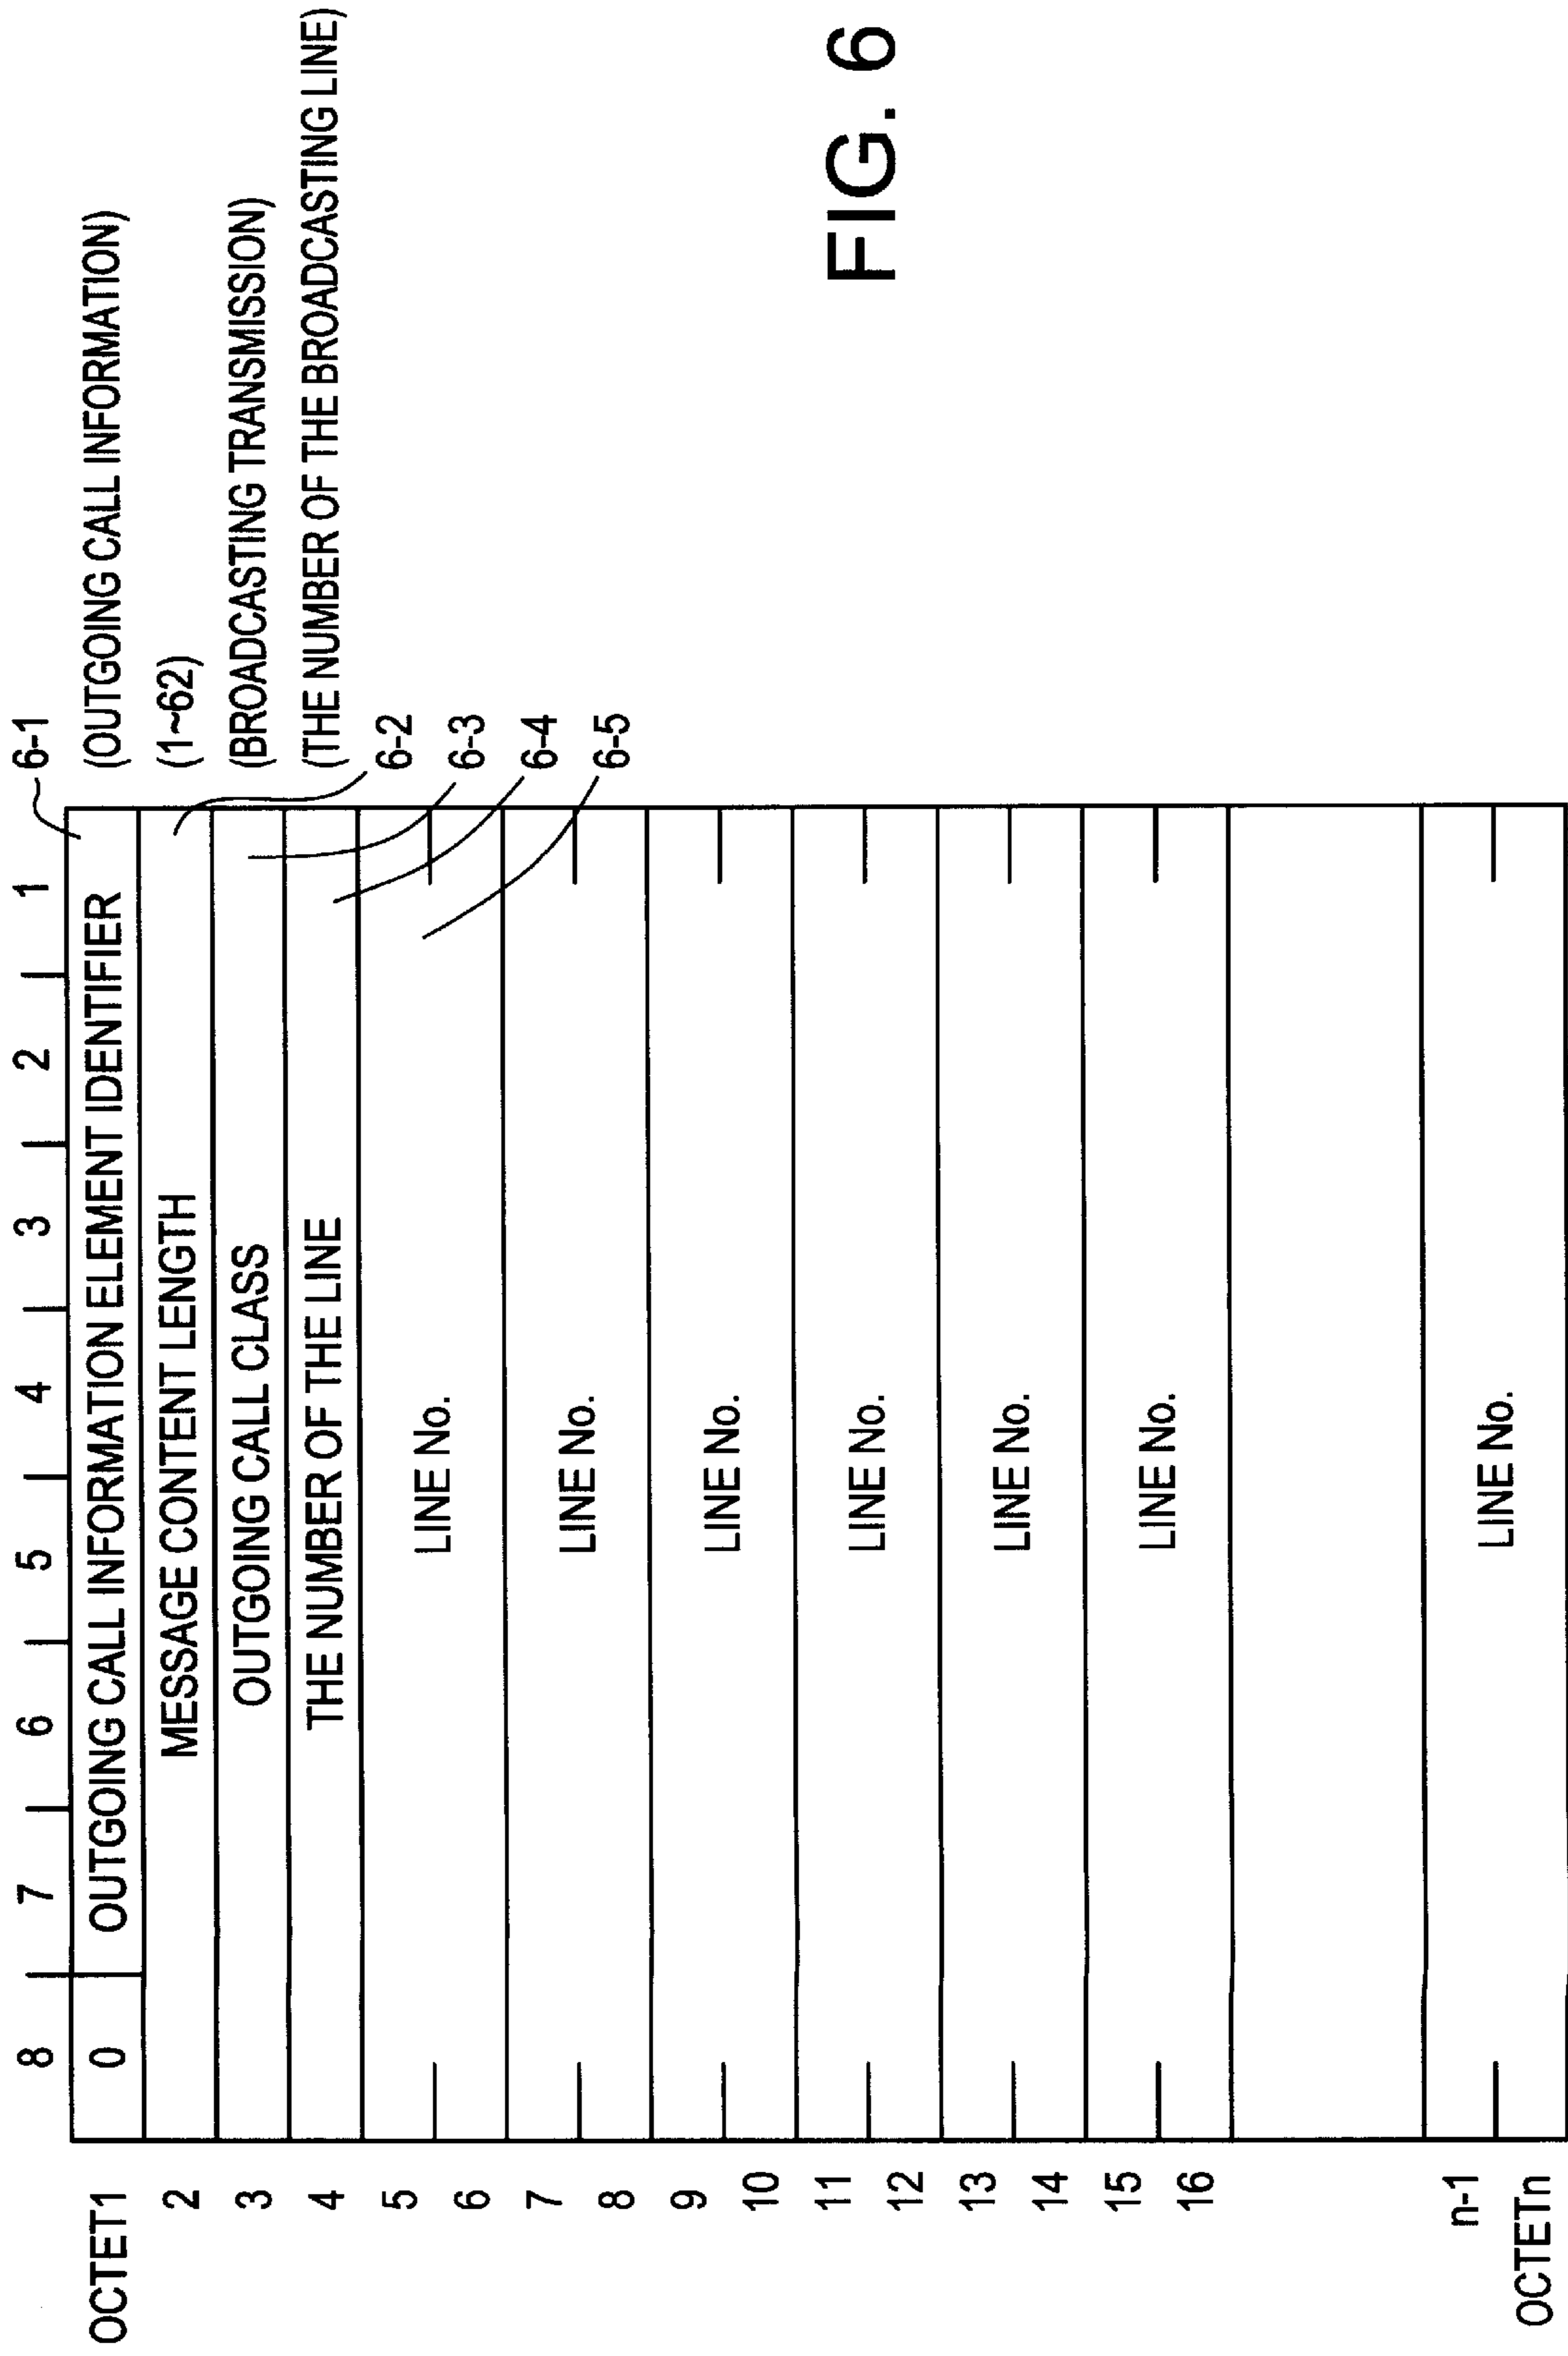 8 7 6 5 4 3 2 1 6-1
OCTET1 0 OUTGOING CALL INFORMATION ELEMENT IDENTIFIER (OUTGOING CALL INFORMATION)
2 MESSAGE CONTENT LENGTH (1~62)
3 OUTGOING CALL CLASS (BROADCASTING TRANSMISSION)
4 THE NUMBER OF THE LINE (THE NUMBER OF THE BROADCASTING LINE)
5 LINE No. 6-2
6 6-3
7 LINE No. 6-4
8 6-5
9 LINE No.
10
11 LINE No.
12
13 LINE No.
14
15 LINE No.
16
n-1 LINE No.
OCTETn
FIG. 6